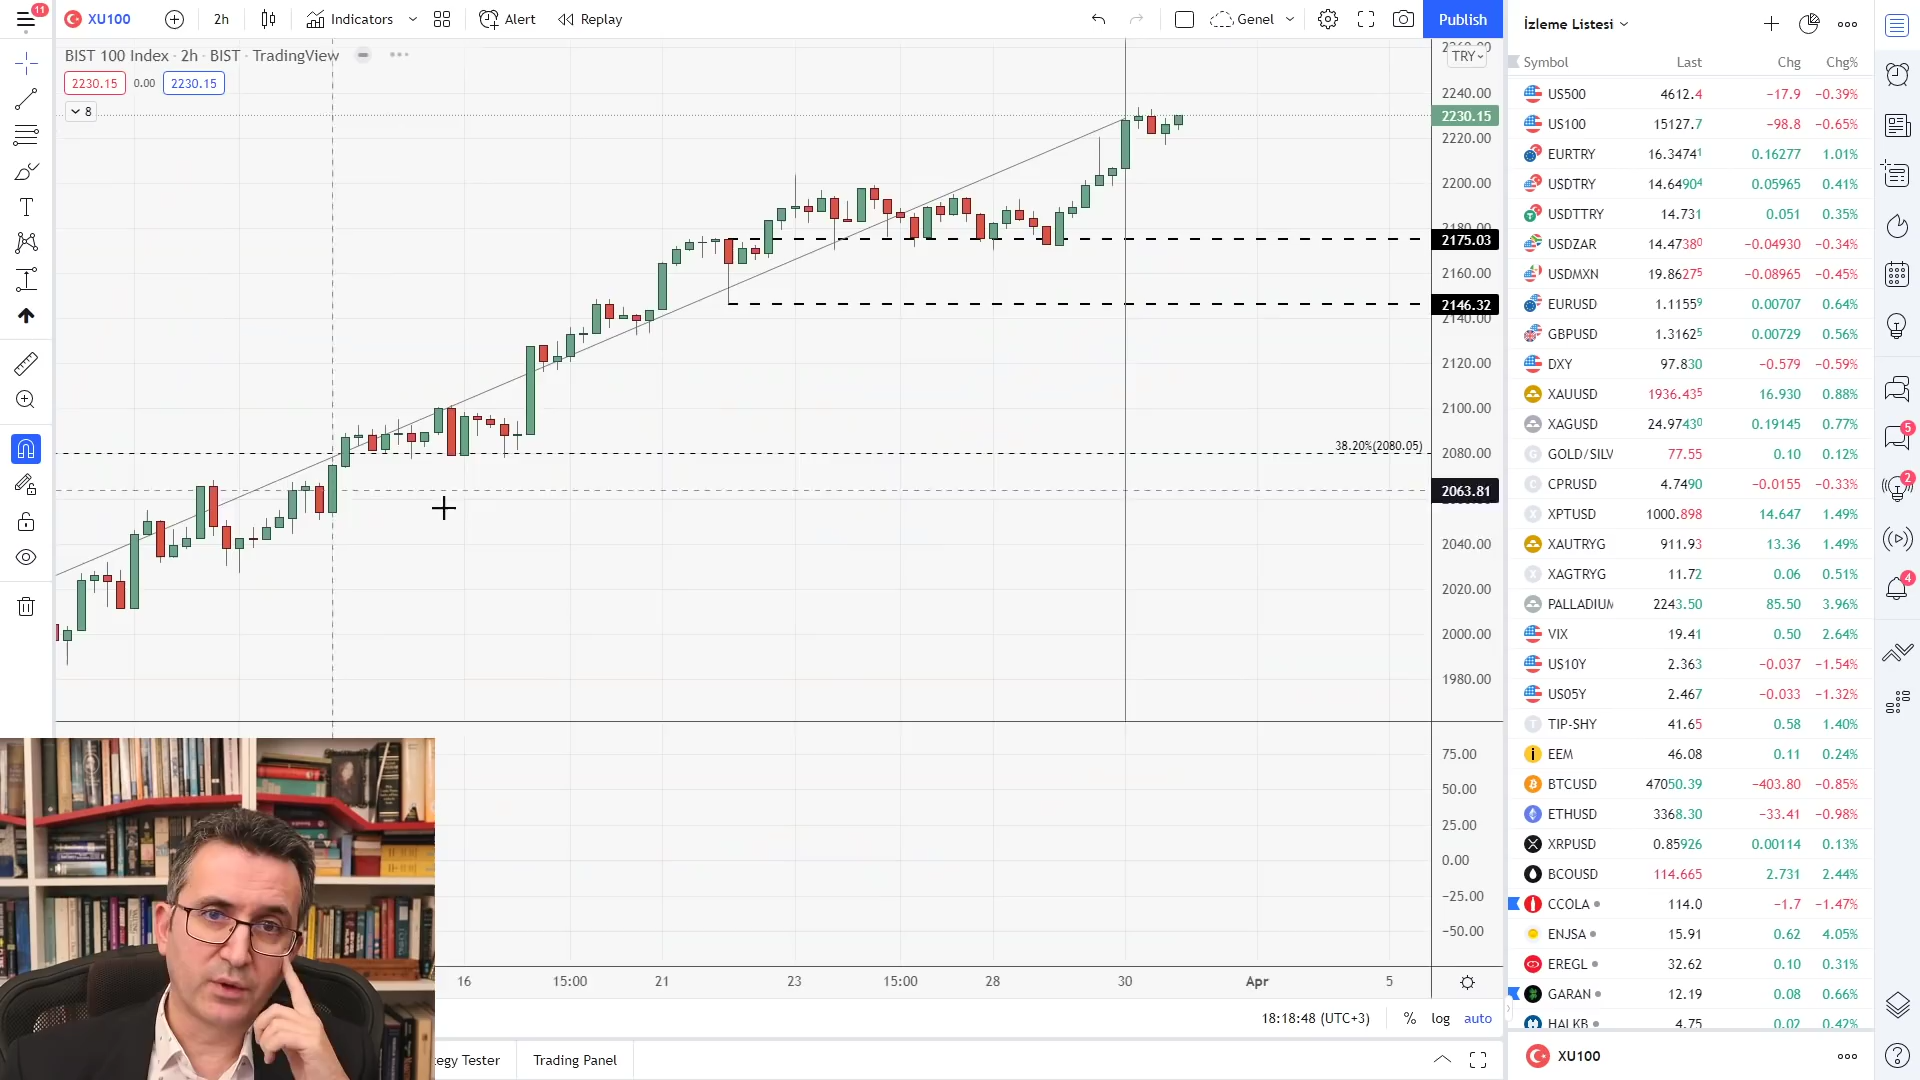 11
XU100
2h
Indicators
Alert
Replay
Genel
Publish
BIST 100 Index · 2h · BIST · TradingView
2230.15 0.00 2230.15
8
TRY
2240.00
2230.15
2220.00
2200.00
2175.03
2160.00
2146.32
2140.00
2120.00
2100.00
38.20%(2080.05)
2080.00
2063.81
2040.00
2020.00
2000.00
1980.00
75.00
50.00
25.00
0.00
−25.00
−50.00
16 15:00 21 23 15:00 28 30 Apr 5
18:18:48 (UTC+3) % log auto
egy Tester Trading Panel
İzleme Listesi
Symbol Last Chg Chg%
US500 4612.4 −17.9 −0.39%
US100 15127.7 −98.8 −0.65%
EURTRY 16.34741 0.16277 1.01%
USDTRY 14.64904 0.05965 0.41%
USDTTRY 14.731 0.051 0.35%
USDZAR 14.47380 −0.04930 −0.34%
USDMXN 19.86275 −0.08965 −0.45%
EURUSD 1.11559 0.00707 0.64%
GBPUSD 1.31625 0.00729 0.56%
DXY 97.830 −0.579 −0.59%
XAUUSD 1936.435 16.930 0.88%
XAGUSD 24.97430 0.19145 0.77%
GOLD/SILV 77.55 0.10 0.12%
CPRUSD 4.7490 −0.0155 −0.33%
XPTUSD 1000.898 14.647 1.49%
XAUTRYG 911.93 13.36 1.49%
XAGTRYG 11.72 0.06 0.51%
PALLADIUM 2243.50 85.50 3.96%
VIX 19.41 0.50 2.64%
US10Y 2.363 −0.037 −1.54%
US05Y 2.467 −0.033 −1.32%
TIP-SHY 41.65 0.58 1.40%
EEM 46.08 0.11 0.24%
BTCUSD 47050.39 −403.80 −0.85%
ETHUSD 3368.30 −33.41 −0.98%
XRPUSD 0.85926 0.00114 0.13%
BCOUSD 114.665 2.731 2.44%
CCOLA 114.0 −1.7 −1.47%
ENJSA 15.91 0.62 4.05%
EREGL 32.62 0.10 0.31%
GARAN 12.19 0.08 0.66%
HALKB 4.75 0.02 0.42%
XU100
5
2
4